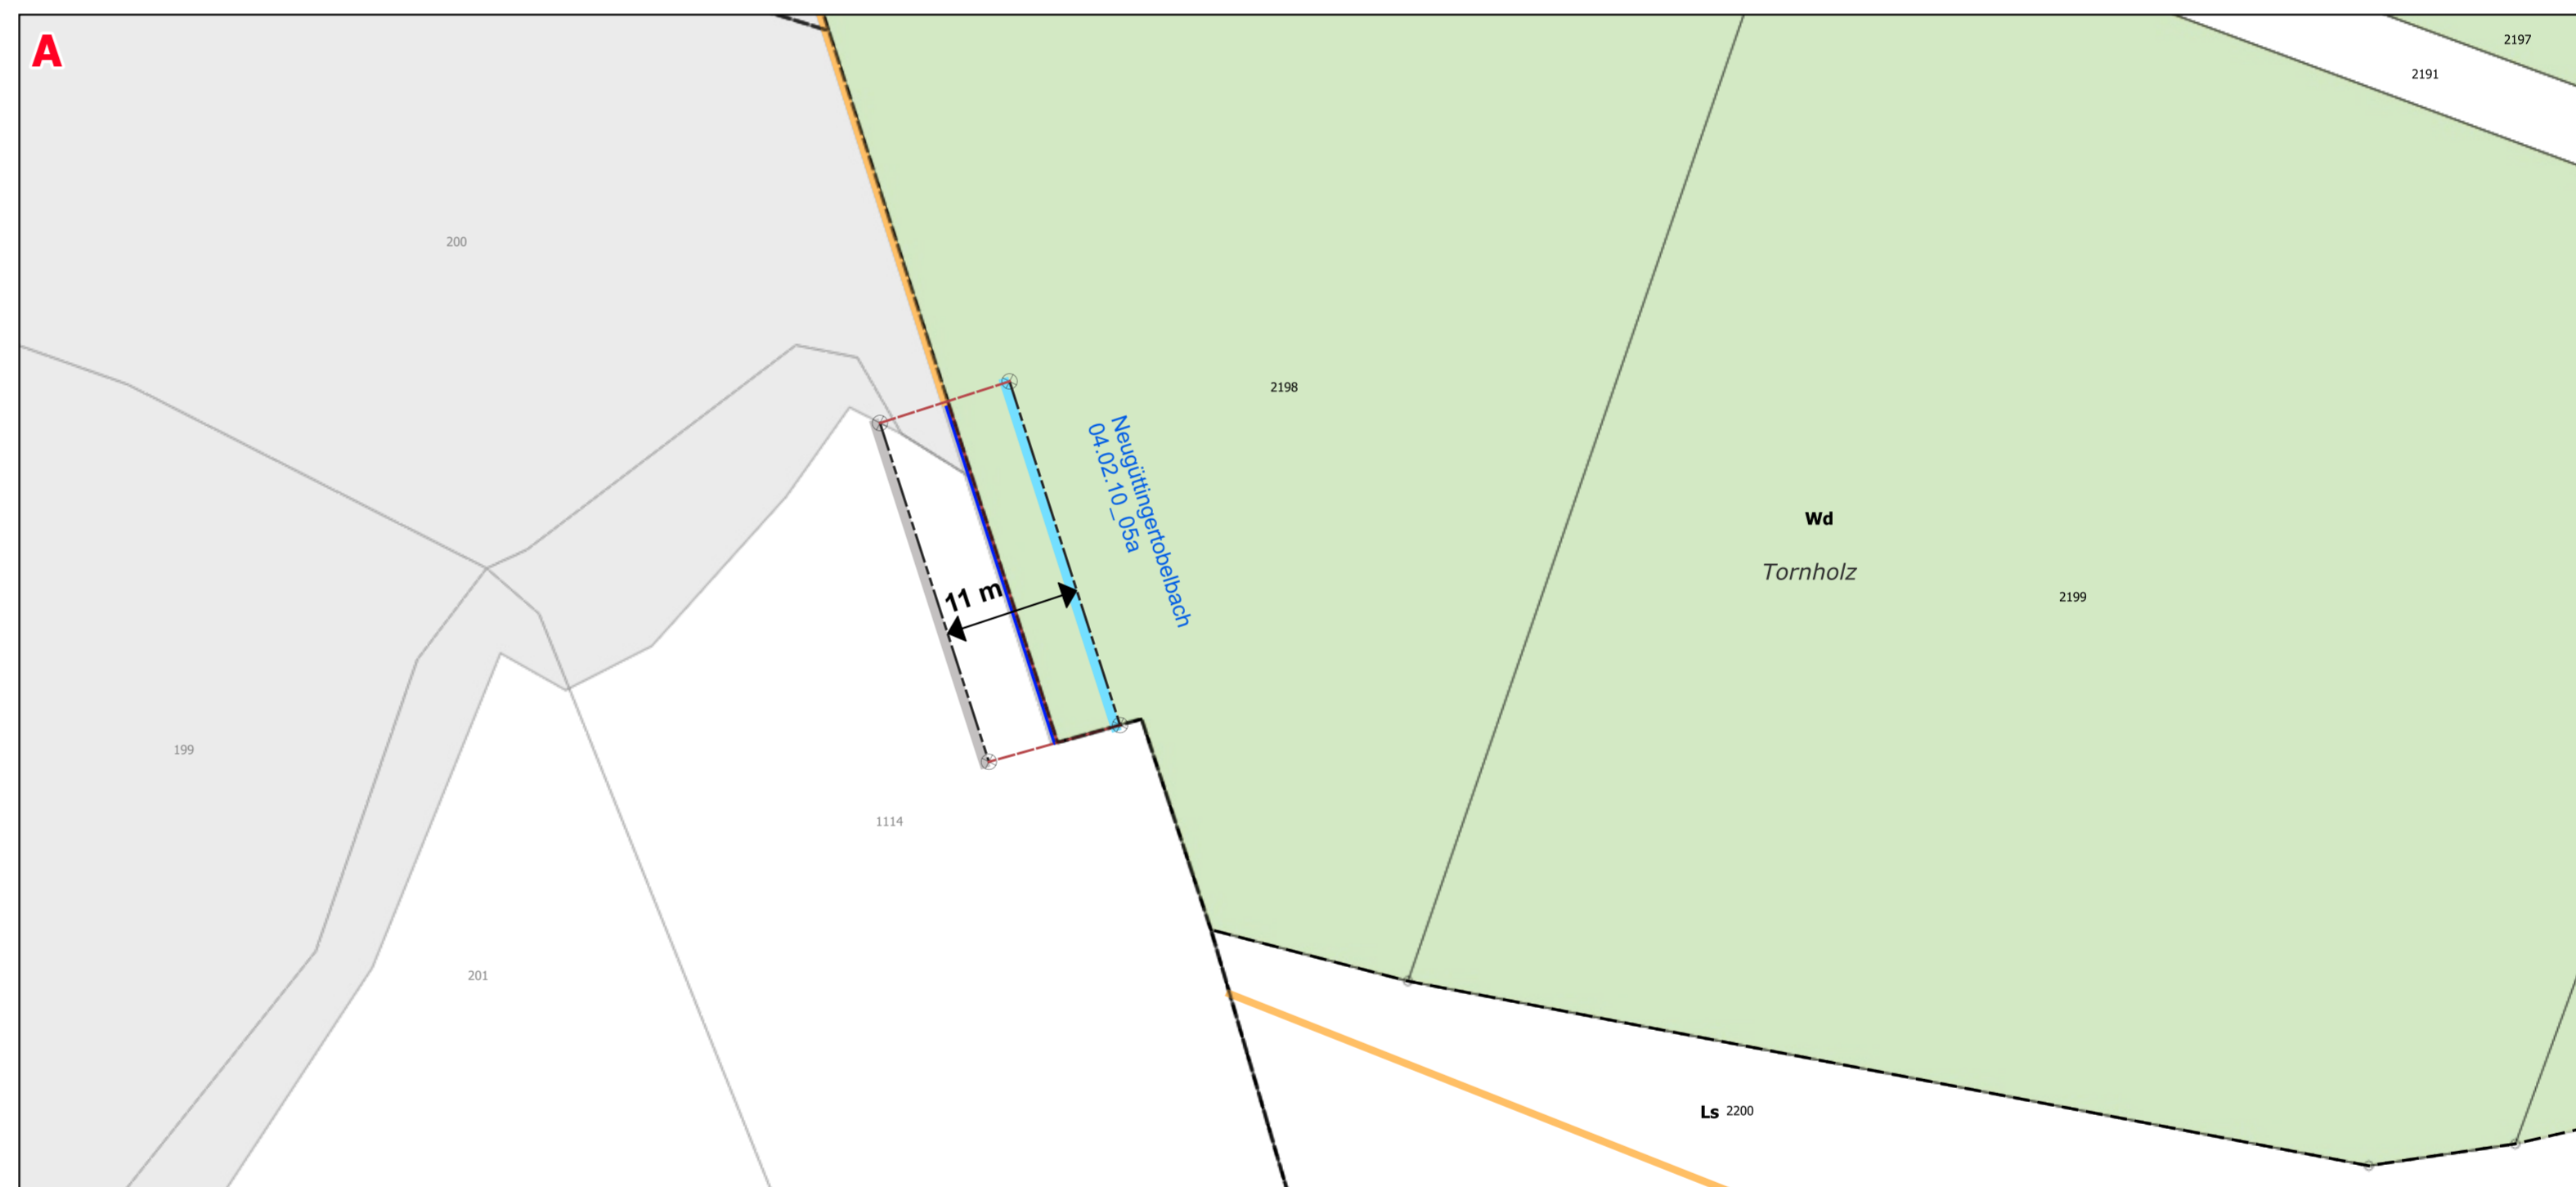 A
2197
2191
200
2198
Neugüttingertobelbach
04.02.10_05a
Wd
Tornholz
2199
11 m
199
1114
201
Ls 2200